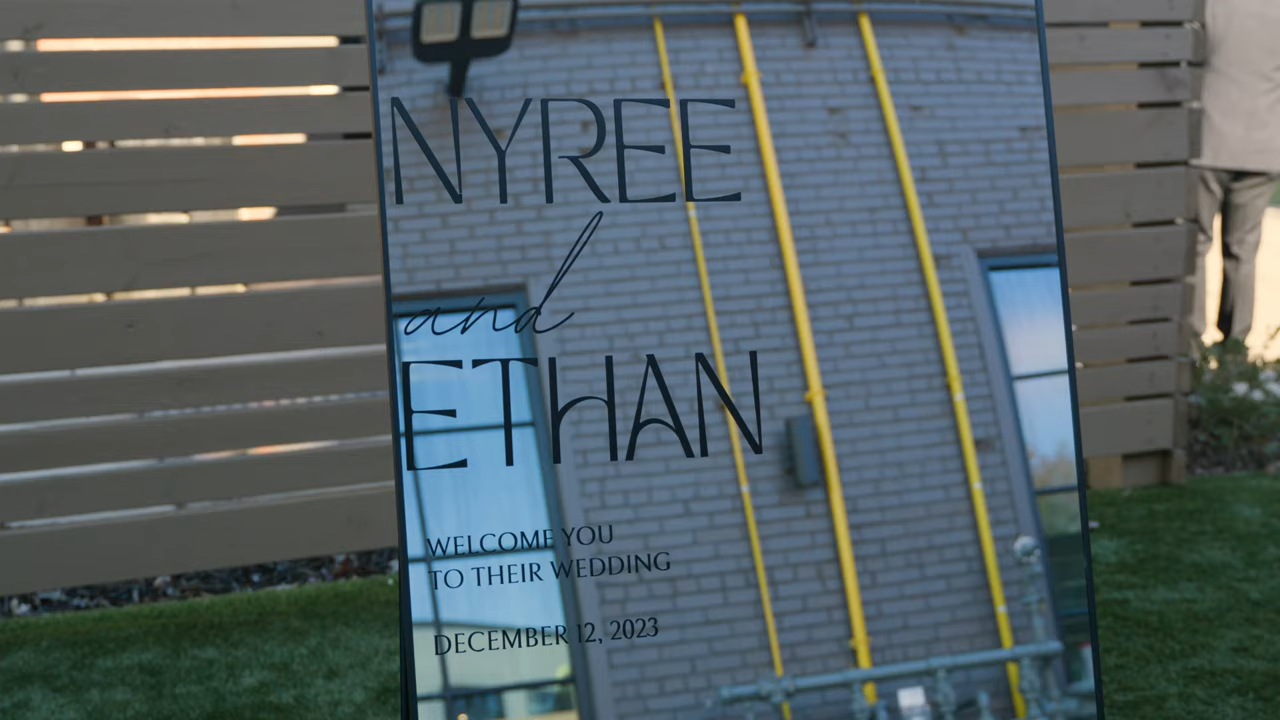 NYREE
and
ETHAN
WELCOME YOU
TO THEIR WEDDING
DECEMBER 12, 2023